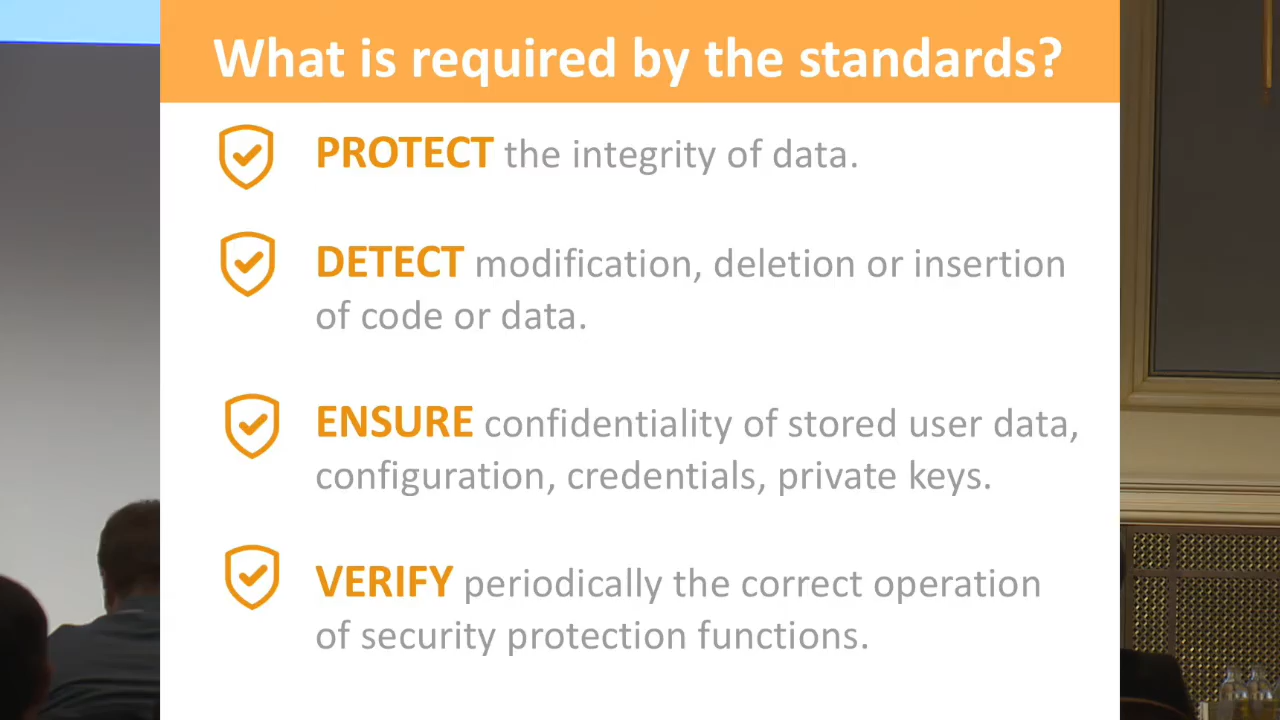 What is required by the standards?
PROTECT the integrity of data.
DETECT modification, deletion or insertion
of code or data.
ENSURE confidentiality of stored user data,
configuration, credentials, private keys.
VERIFY periodically the correct operation
of security protection functions.